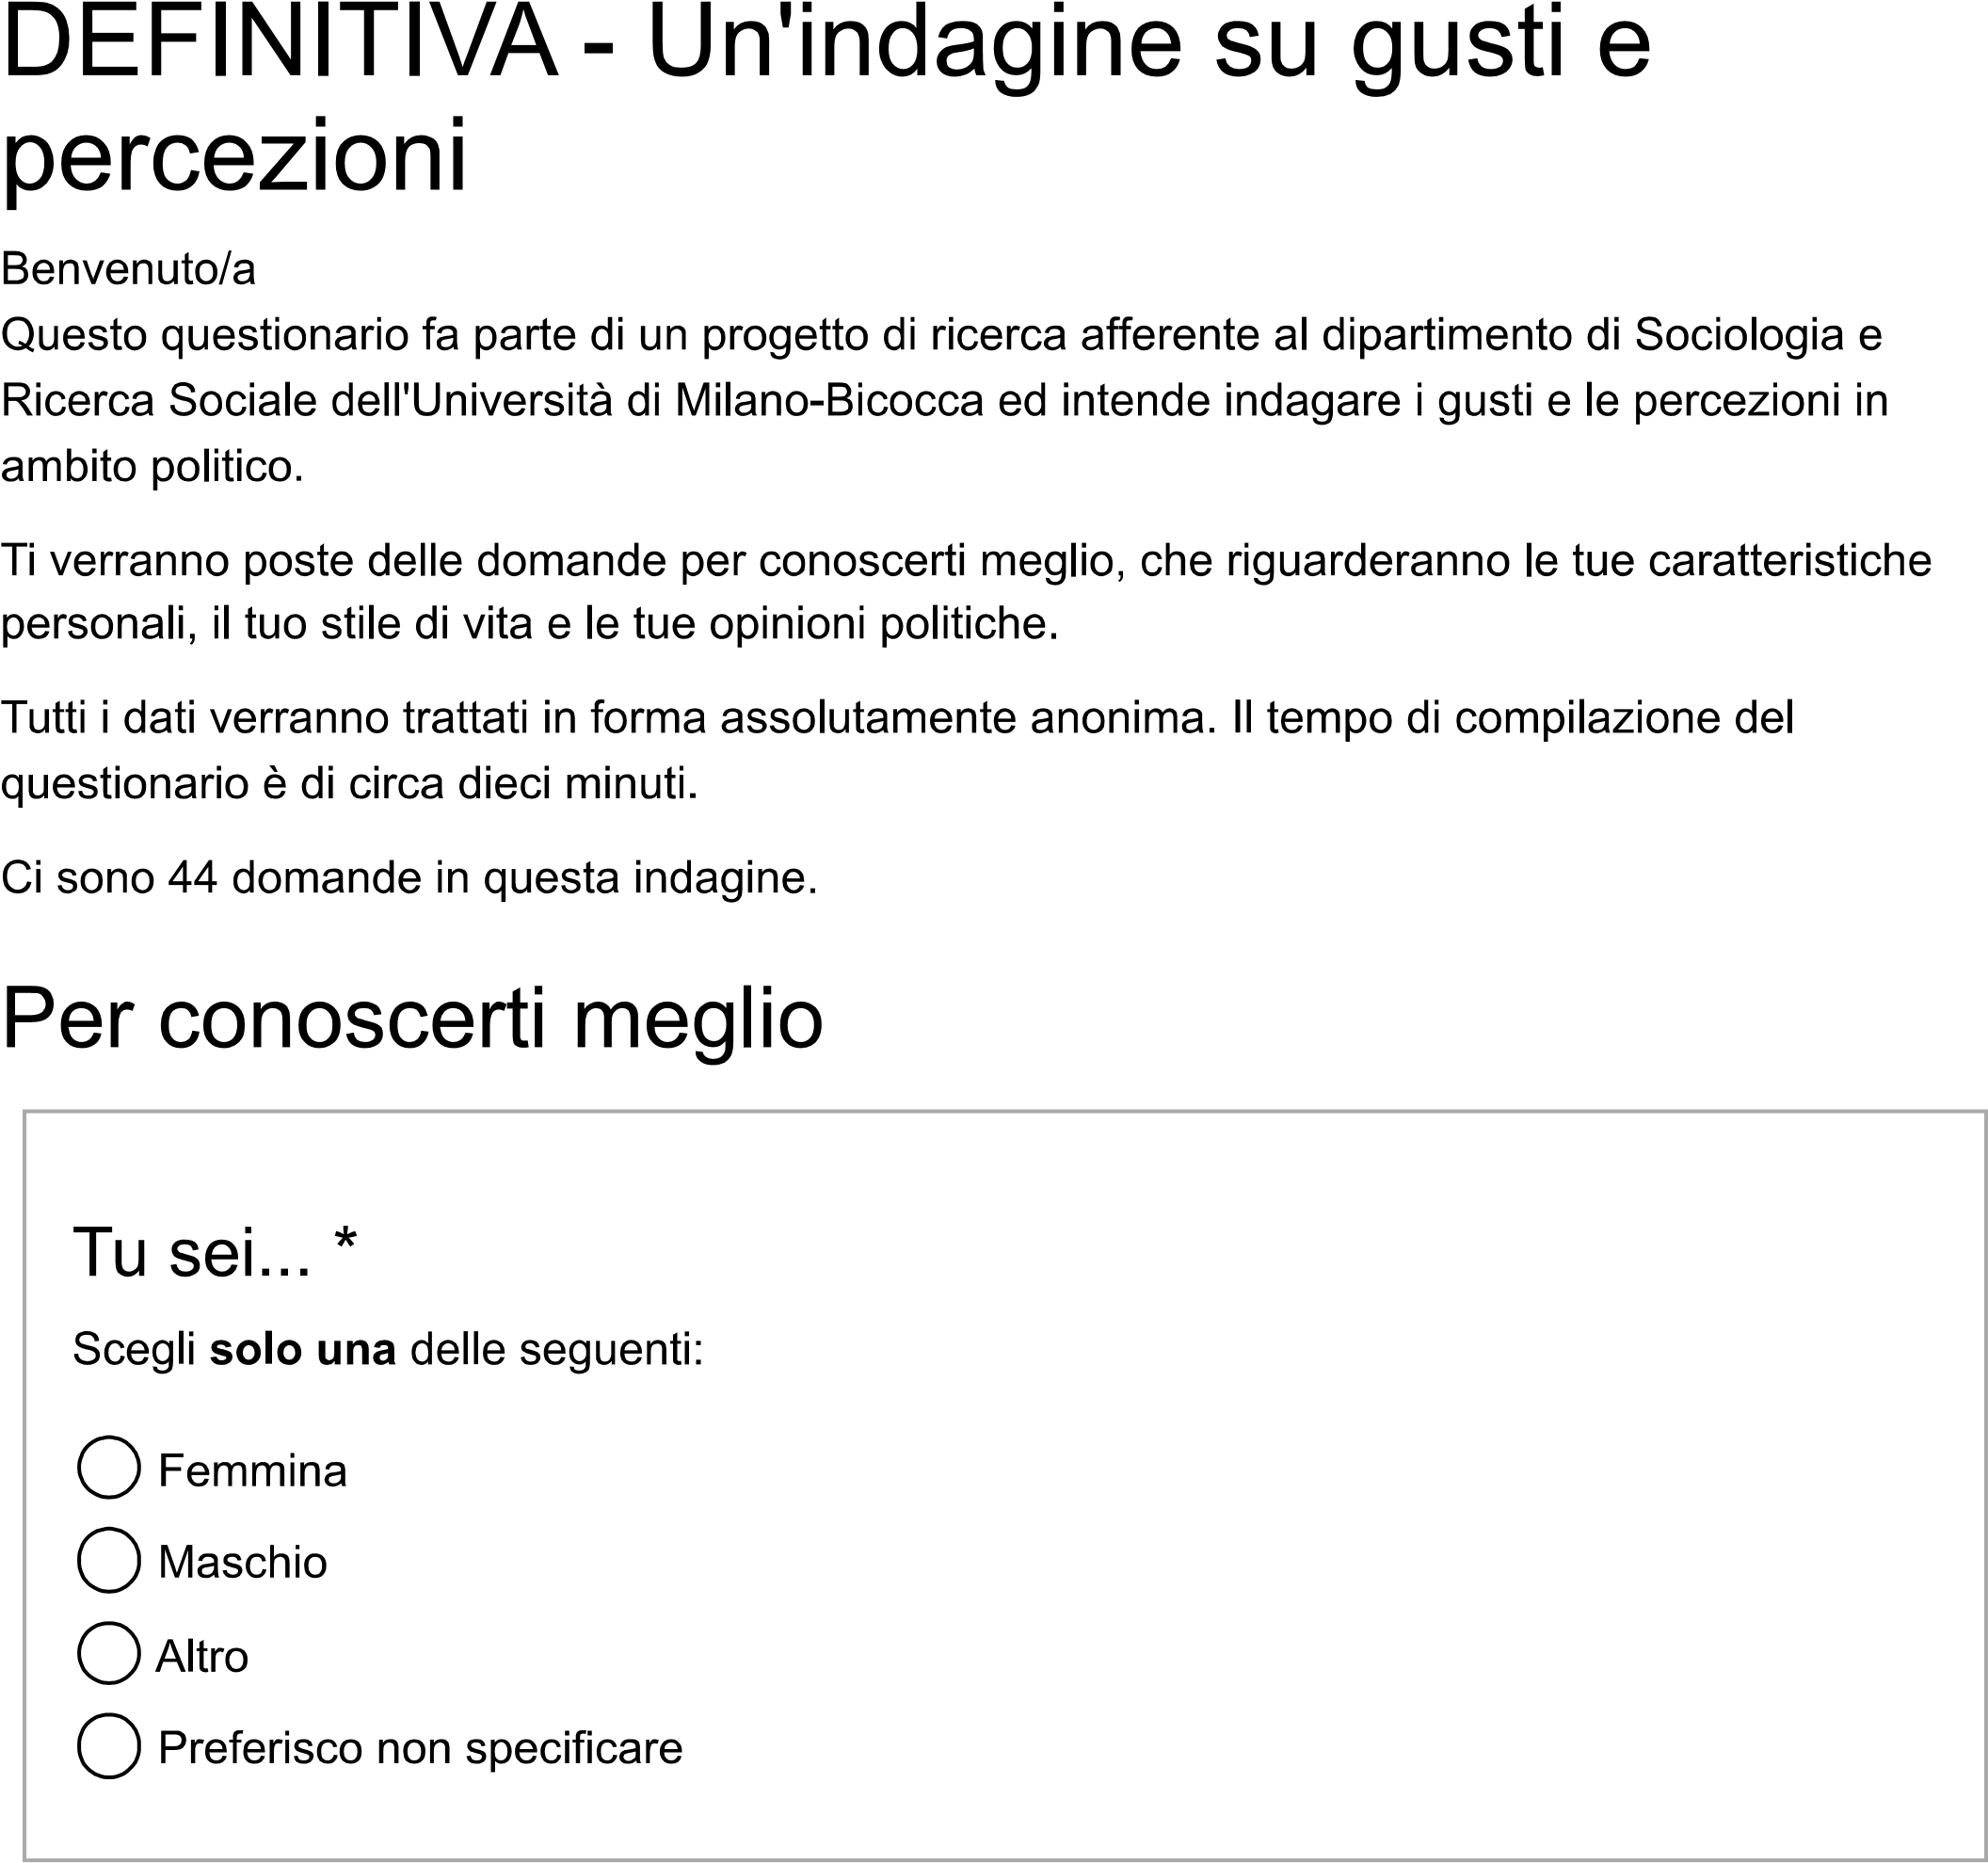 DEFINITIVA - Un'indagine su gusti e
percezioni
Benvenuto/a
Questo questionario fa parte di un progetto di ricerca afferente al dipartimento di Sociologia e
Ricerca Sociale dell'Università di Milano-Bicocca ed intende indagare i gusti e le percezioni in
ambito politico.
Ti verranno poste delle domande per conoscerti meglio, che riguarderanno le tue caratteristiche
personali, il tuo stile di vita e le tue opinioni politiche.
Tutti i dati verranno trattati in forma assolutamente anonima. Il tempo di compilazione del
questionario è di circa dieci minuti.
Ci sono 44 domande in questa indagine.
Per conoscerti meglio
Tu sei... *
Scegli solo una delle seguenti:
Femmina
Maschio
Altro
Preferisco non specificare